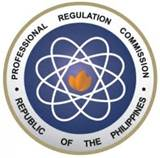 PROFESSIONAL REGULATION COMMISSION
REPUBLIC OF THE PHILIPPINES